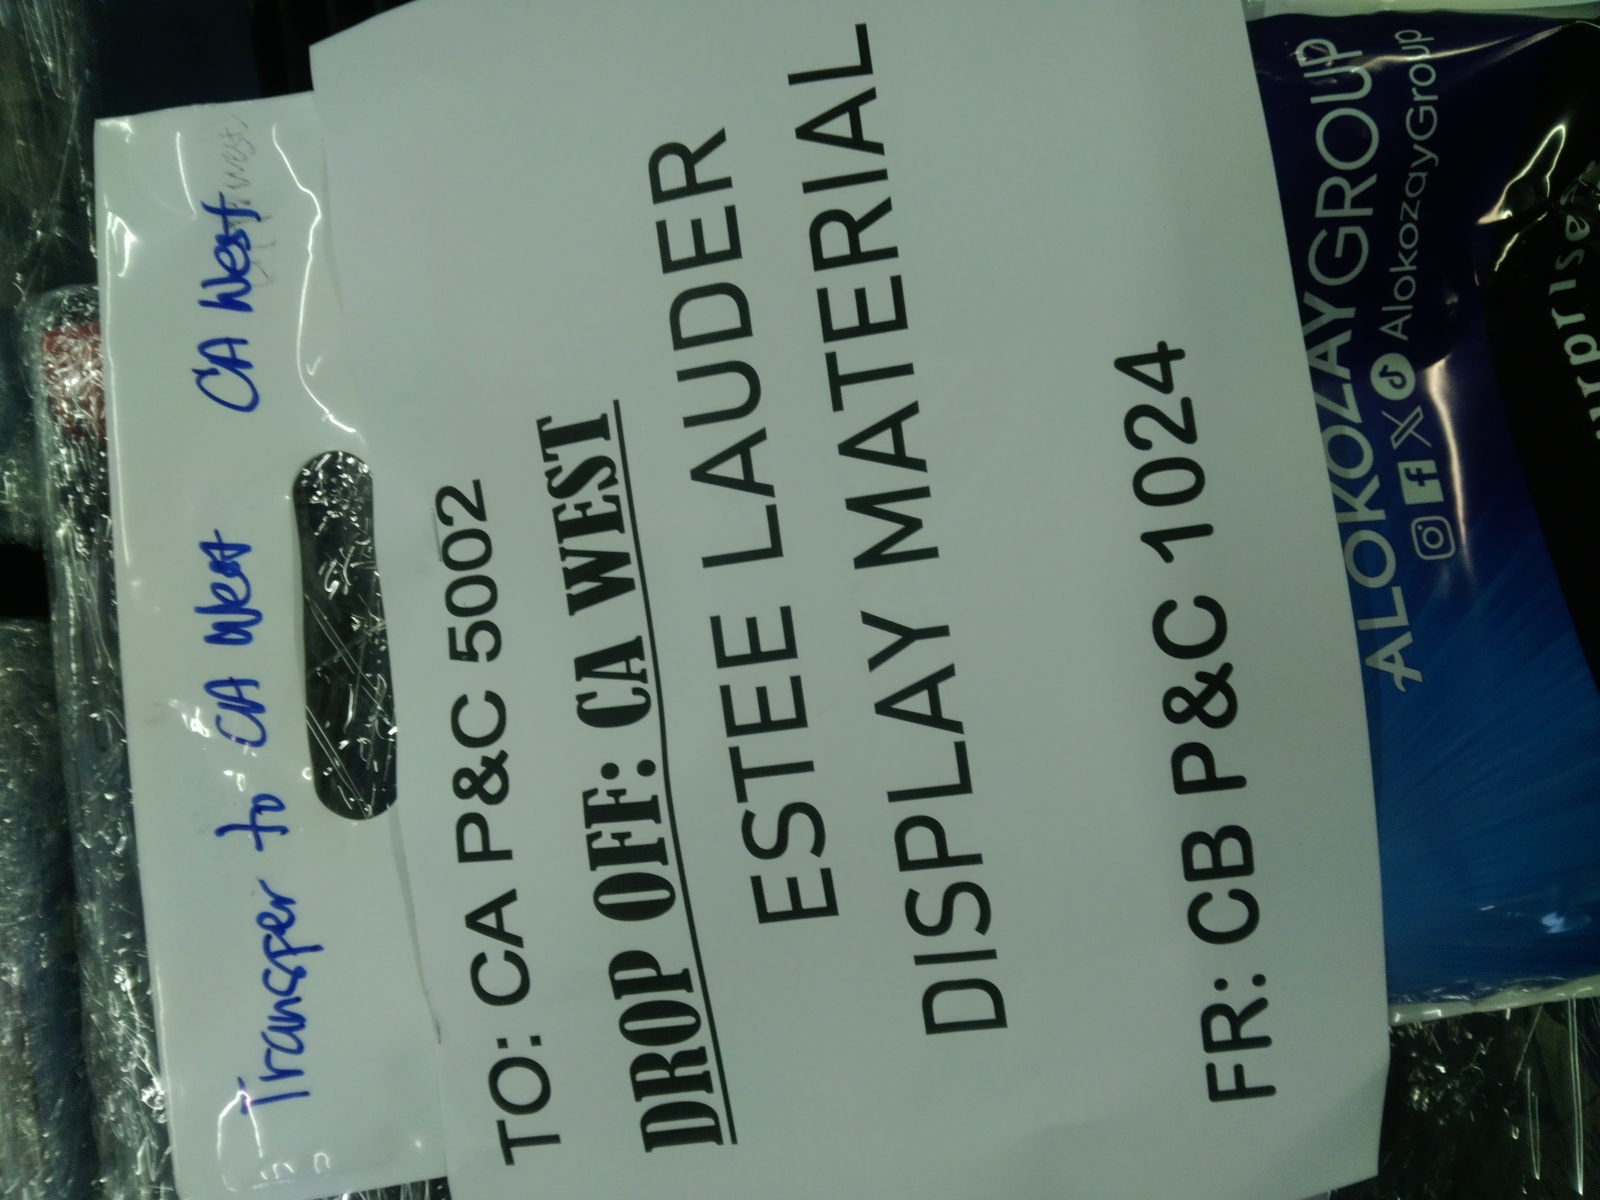 Transfer to CA West CA West
west
TO: CA P&C 5002
DROP OFF: CA WEST
ESTEE LAUDER
DISPLAY MATERIAL
FR: CB P&C 1024
ALOKOZAYGROUP
AlokozayGroup